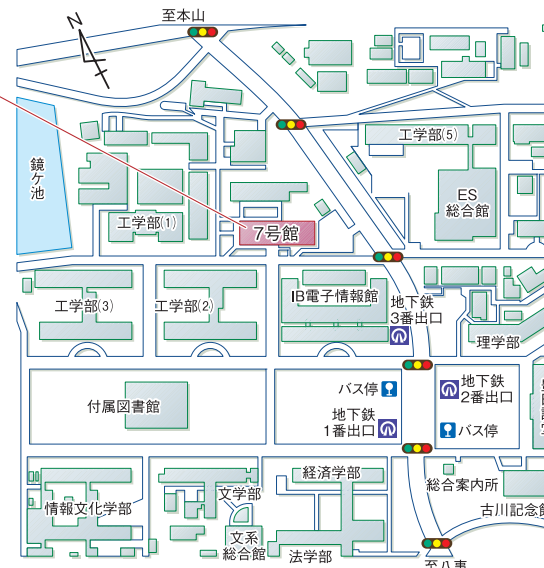 至本山
N
工学部(5)
鏡ケ池
ES
総合館
工学部(1)
7号館
工学部(3)
工学部(2)
IB電子情報館
地下鉄
3番出口
理学部
バス停
地下鉄
2番出口
付属図書館
地下鉄
1番出口
バス停
経済学部
総合案内所
文学部
情報文化学部
古川記念館
文系
総合館
法学部
至八事